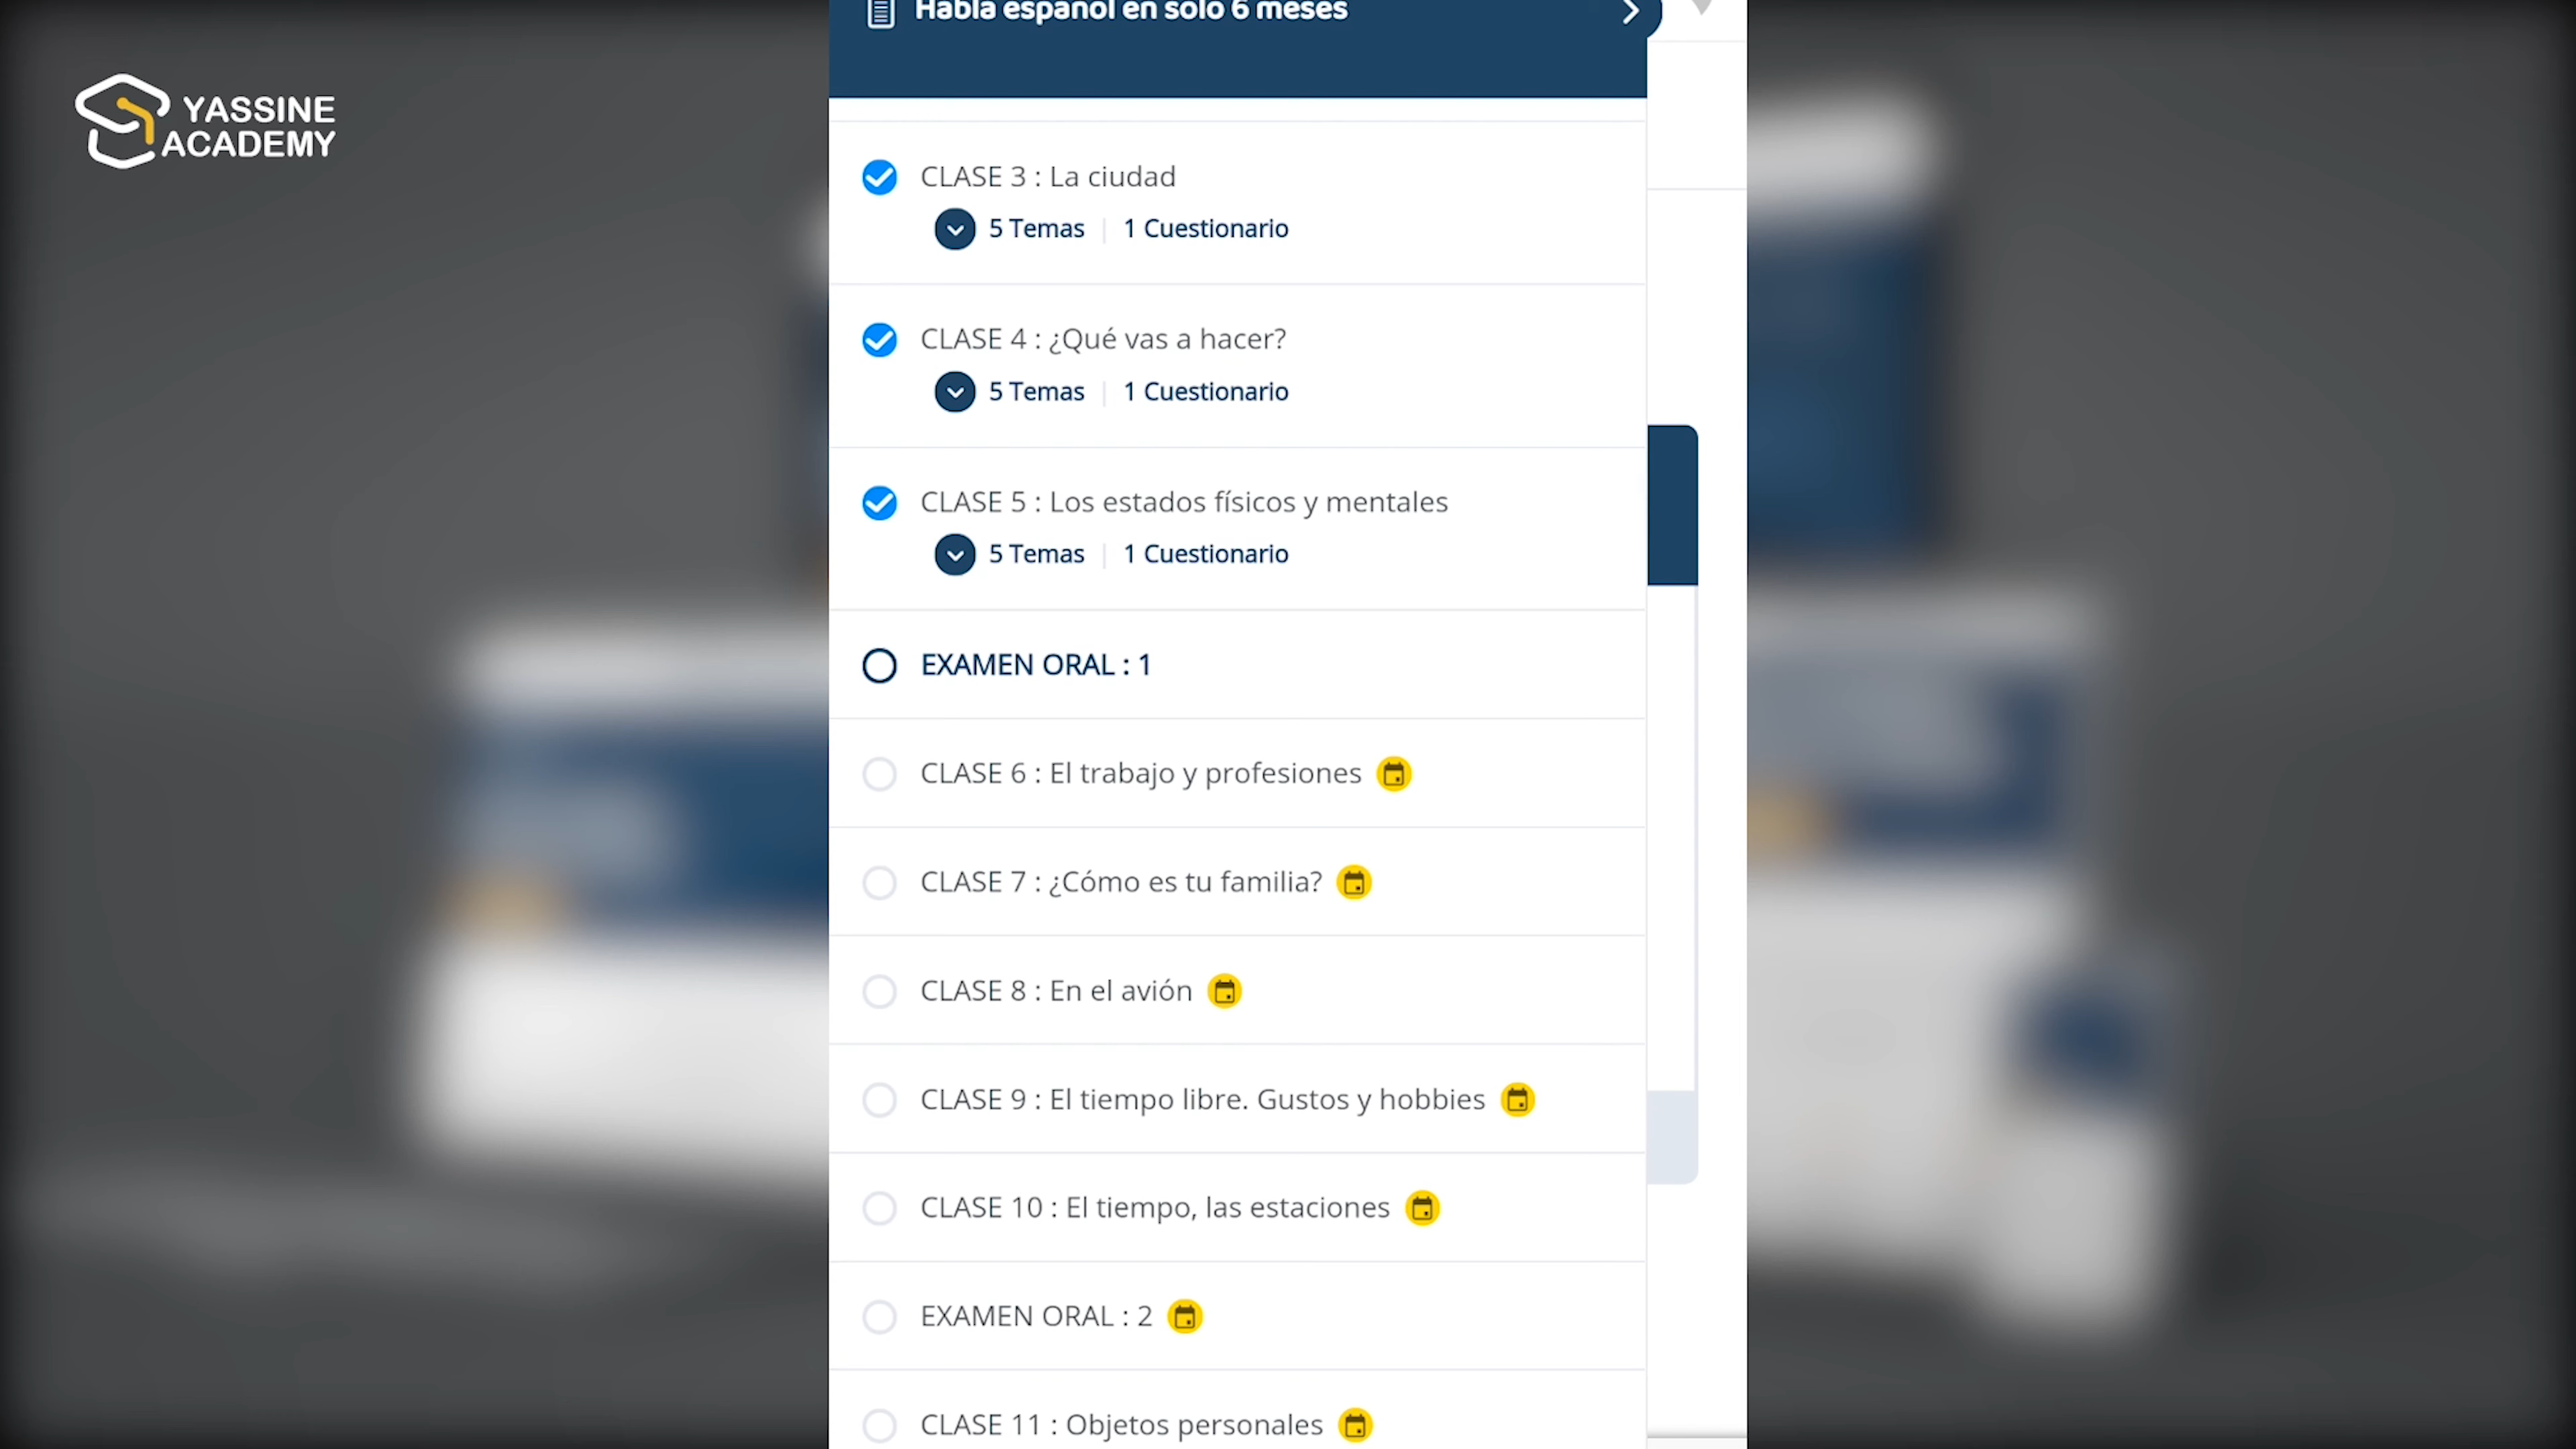 YASSINE
ACADEMY
Habla español en solo 6 meses
CLASE 3 : La ciudad
5 Temas | 1 Cuestionario
CLASE 4 : ¿Qué vas a hacer?
5 Temas | 1 Cuestionario
CLASE 5 : Los estados físicos y mentales
5 Temas | 1 Cuestionario
EXAMEN ORAL : 1
CLASE 6 : El trabajo y profesiones
CLASE 7 : ¿Cómo es tu familia?
CLASE 8 : En el avión
CLASE 9 : El tiempo libre. Gustos y hobbies
CLASE 10 : El tiempo, las estaciones
EXAMEN ORAL : 2
CLASE 11 : Objetos personales